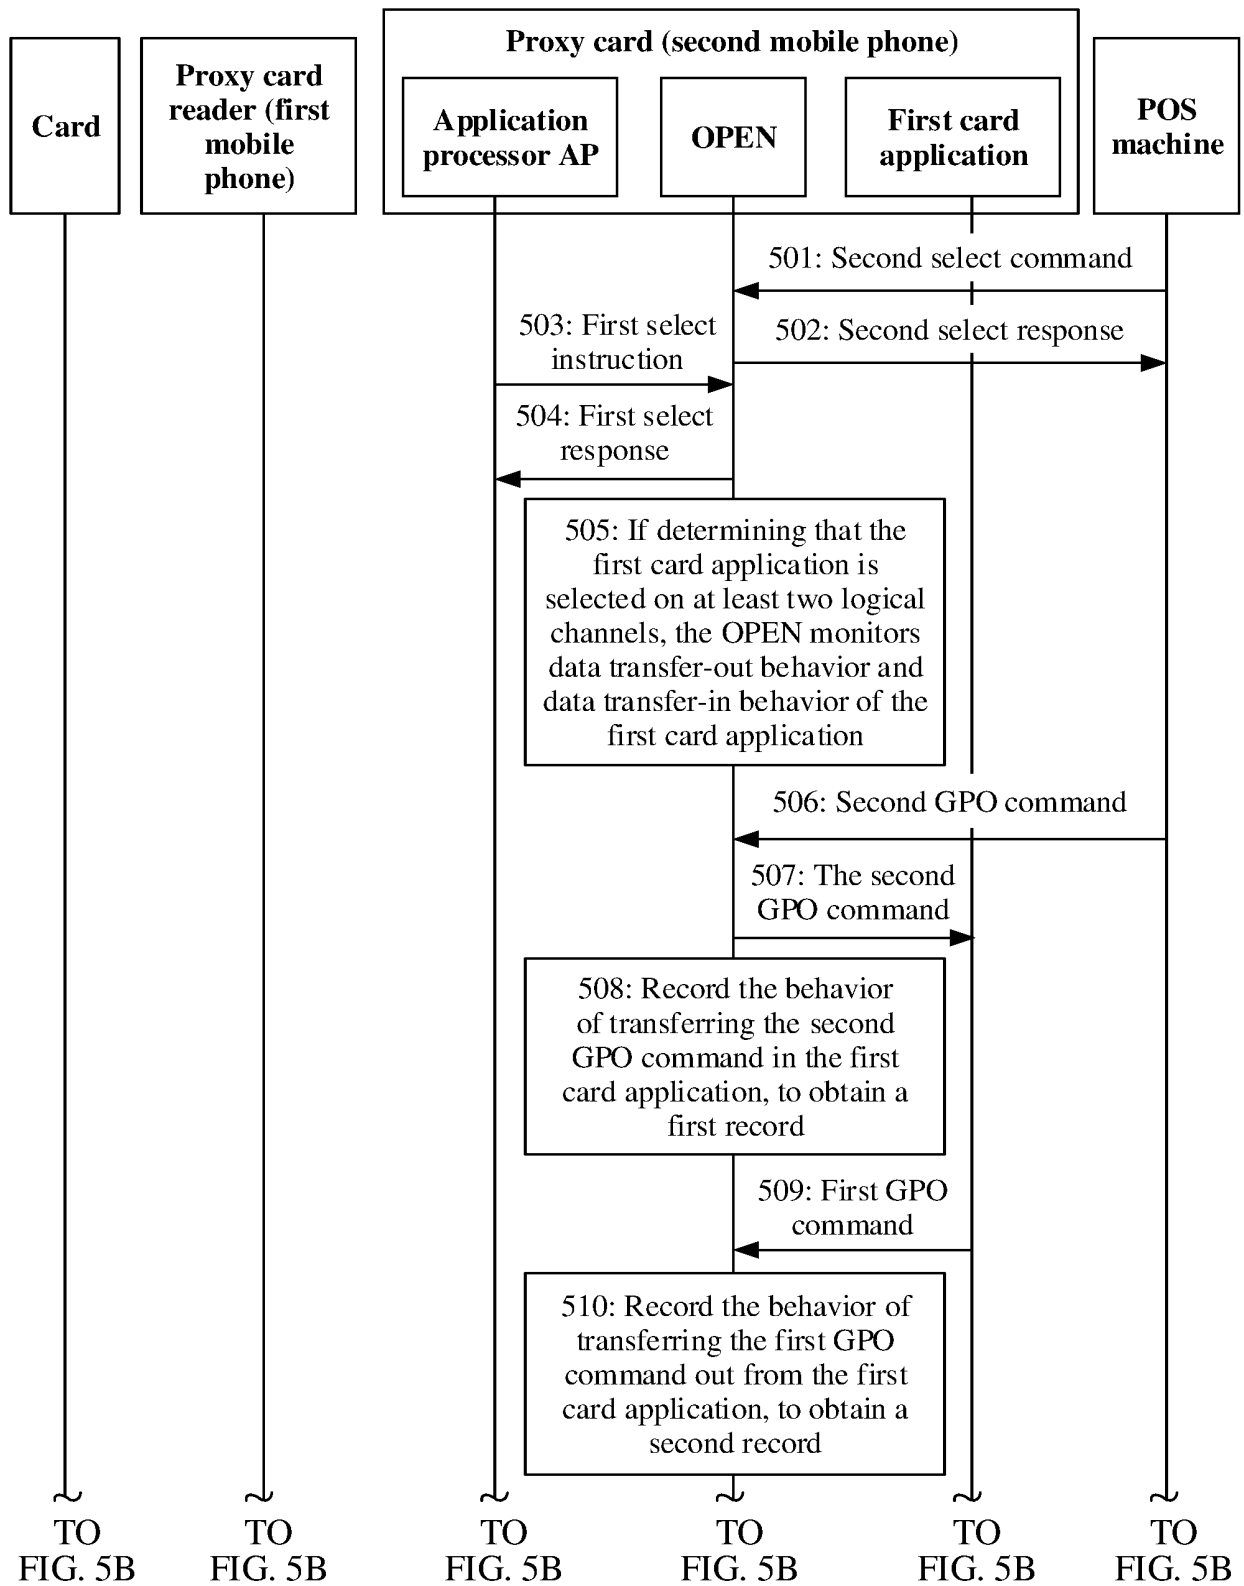 Proxy card (second mobile phone)
Card
Proxy card
reader (first
mobile
phone)
Application
processor AP
OPEN
First card
application
POS
machine
501: Second select command
503: First select
instruction
502: Second select response
504: First select
response
505: If determining that the
first card application is
selected on at least two logical
channels, the OPEN monitors
data transfer-out behavior and
data transfer-in behavior of the
first card application
506: Second GPO command
507: The second
GPO command
508: Record the behavior
of transferring the second
GPO command in the first
card application, to obtain a
first record
509: First GPO
command
510: Record the behavior of
transferring the first GPO
command out from the first
card application, to obtain a
second record
TO
FIG. 5B
TO
FIG. 5B
TO
FIG. 5B
TO
FIG. 5B
TO
FIG. 5B
TO
FIG. 5B